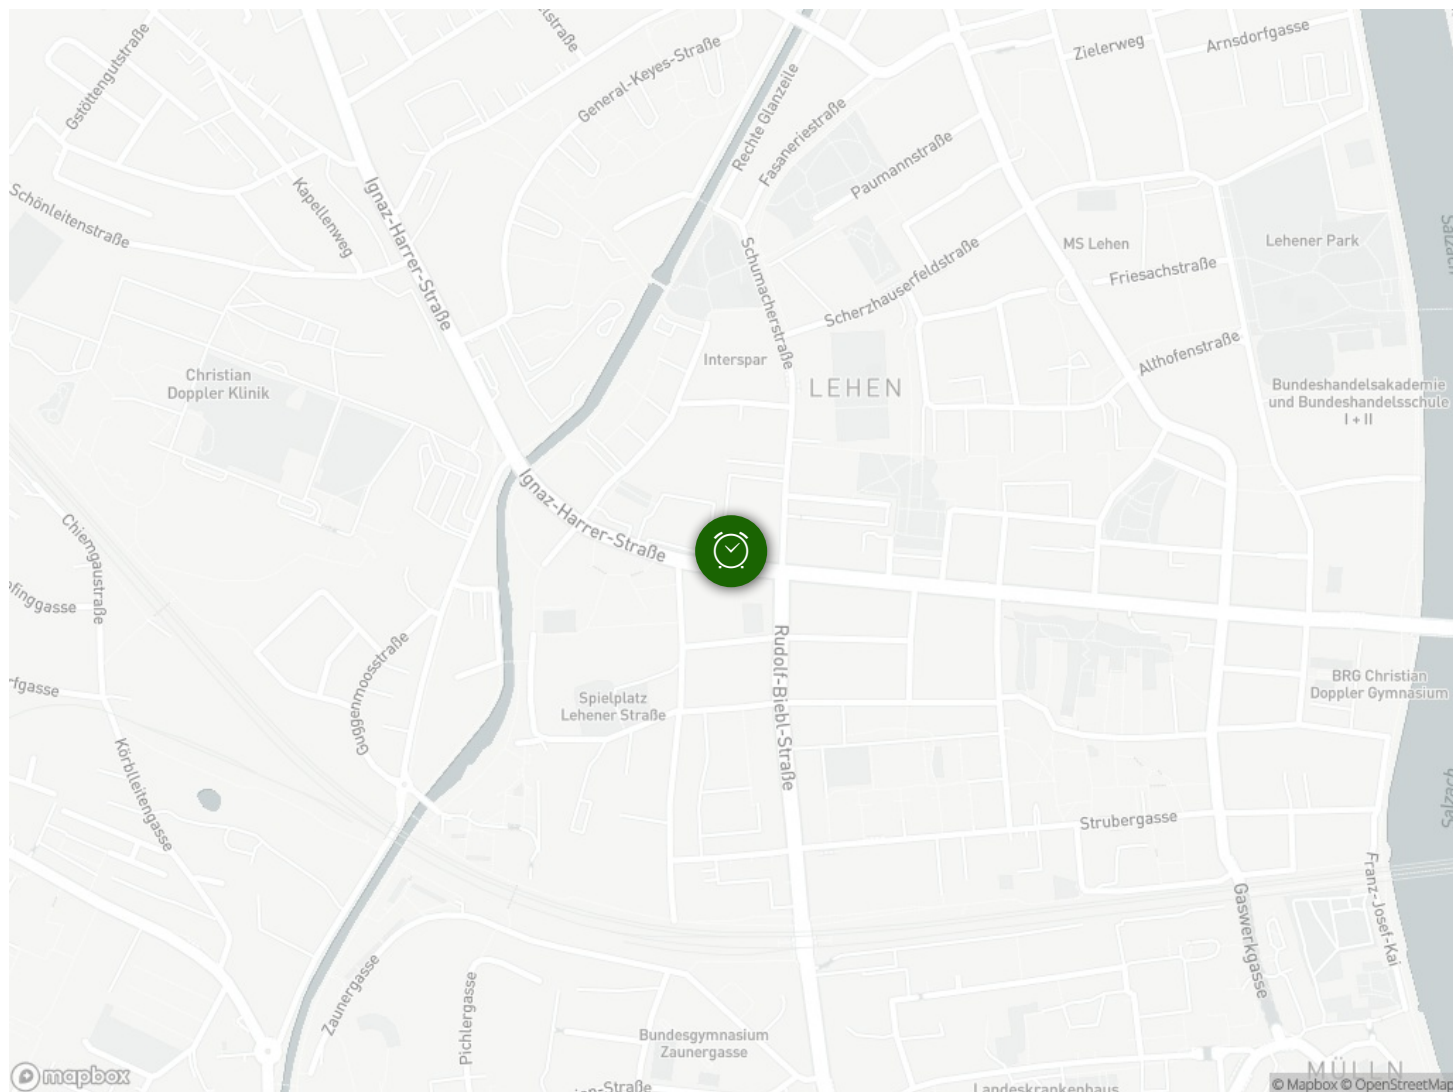 Gstöttengutstraße
General-Keyes-Straße
Rechte Glanzeile
Fasaneriestraße
Zielerweg
Arnsdorfgasse
Paumannstraße
Schönleitenstraße
Kapellenweg
Ignaz-Harrer-Straße
Schumacherstraße
Scherzhauserfeldstraße
MS Lehen
Lehener Park
Friesachstraße
Althofenstraße
Interspar
LEHEN
Christian
Doppler Klinik
Bundeshandelsakademie
und Bundeshandelsschule
I + II
Ignaz-Harrer-Straße
Chiemgaustraße
Guggenmoosstraße
Rudolf-Biebl-Straße
Spielplatz
Lehener Straße
BRG Christian
Doppler Gymnasium
Körblleitengasse
Salzach
Strubergasse
Franz-Josef-Kai
Gaswerkgasse
Zaunergasse
Pichlergasse
Bundesgymnasium
Zaunergasse
Landeskrankenhaus
MÜLLN
mapbox
© Mapbox © OpenStreetMap